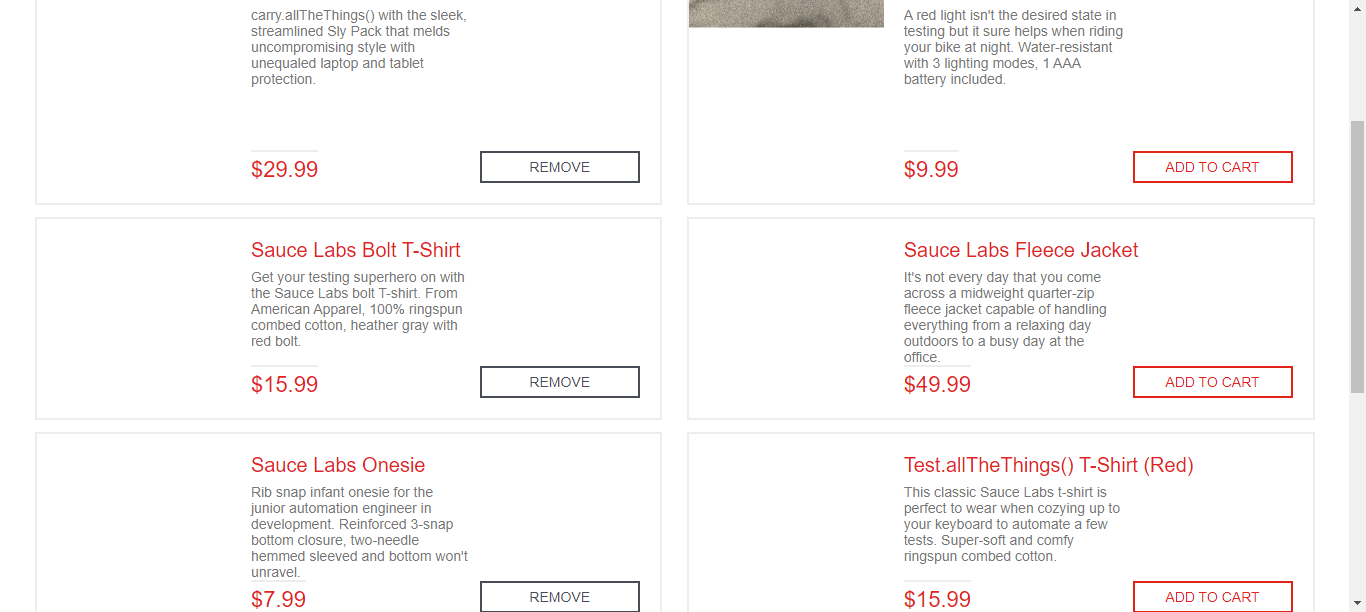 carry.allTheThings() with the sleek,
streamlined Sly Pack that melds
uncompromising style with
unequaled laptop and tablet
protection.
$29.99
REMOVE
A red light isn't the desired state in
testing but it sure helps when riding
your bike at night. Water-resistant
with 3 lighting modes, 1 AAA
battery included.
$9.99
ADD TO CART
Sauce Labs Bolt T-Shirt
Get your testing superhero on with
the Sauce Labs bolt T-shirt. From
American Apparel, 100% ringspun
combed cotton, heather gray with
red bolt.
$15.99
REMOVE
Sauce Labs Fleece Jacket
It's not every day that you come
across a midweight quarter-zip
fleece jacket capable of handling
everything from a relaxing day
outdoors to a busy day at the
office.
$49.99
ADD TO CART
Sauce Labs Onesie
Rib snap infant onesie for the
junior automation engineer in
development. Reinforced 3-snap
bottom closure, two-needle
hemmed sleeved and bottom won't
unravel.
$7.99
REMOVE
Test.allTheThings() T-Shirt (Red)
This classic Sauce Labs t-shirt is
perfect to wear when cozying up to
your keyboard to automate a few
tests. Super-soft and comfy
ringspun combed cotton.
$15.99
ADD TO CART